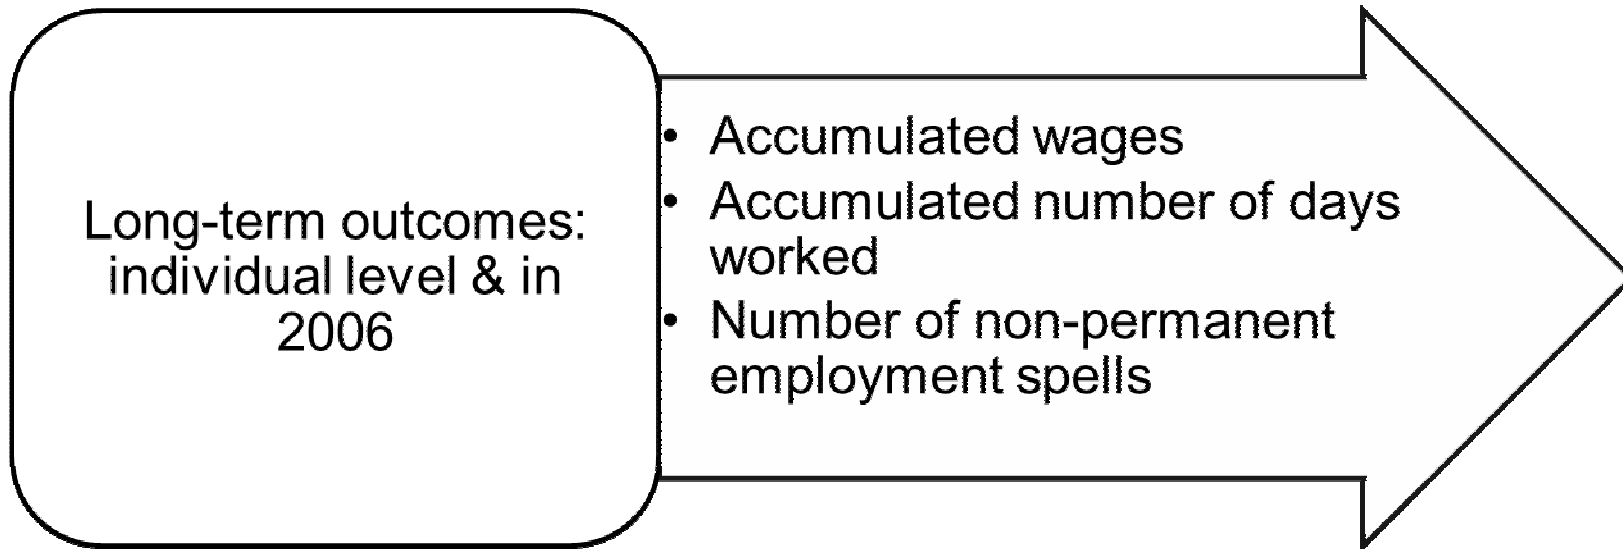 Long-term outcomes:
individual level & in
2006
• Accumulated wages
• Accumulated number of days
worked
• Number of non-permanent
employment spells